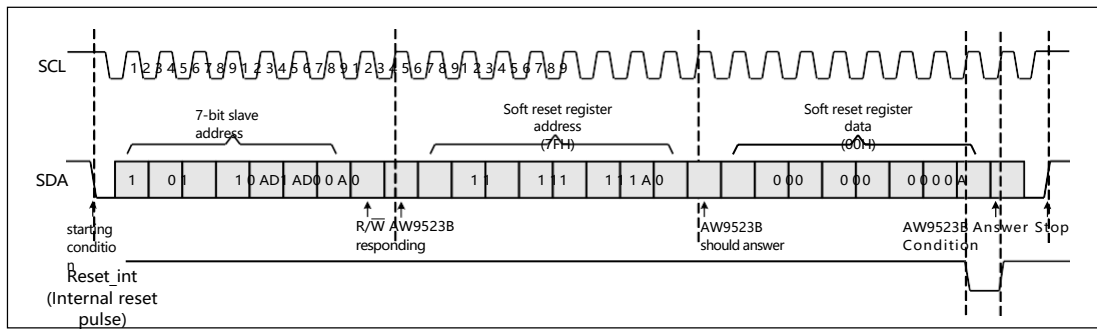 SCL
1 2 3 4 5 6 7 8 9 1 2 3 4 5 6 7 8 9 1 2 3 4 5 6 7 8 9 1 2 3 4 5 6 7 8 9
7-bit slave
address
Soft reset register
address
(7FH)
Soft reset register
data
(00H)
SDA
1 0 1 1 0 AD1 AD0 0 A 0 1 1 1 1 1 1 1 1 A 0 0 0 0 0 0 0 0 0 0 0 A
starting
conditio
n
R/W̅ AW9523B
responding
AW9523B
should answer
AW9523B Answer Stop
Condition
Reset_int
(Internal reset
pulse)